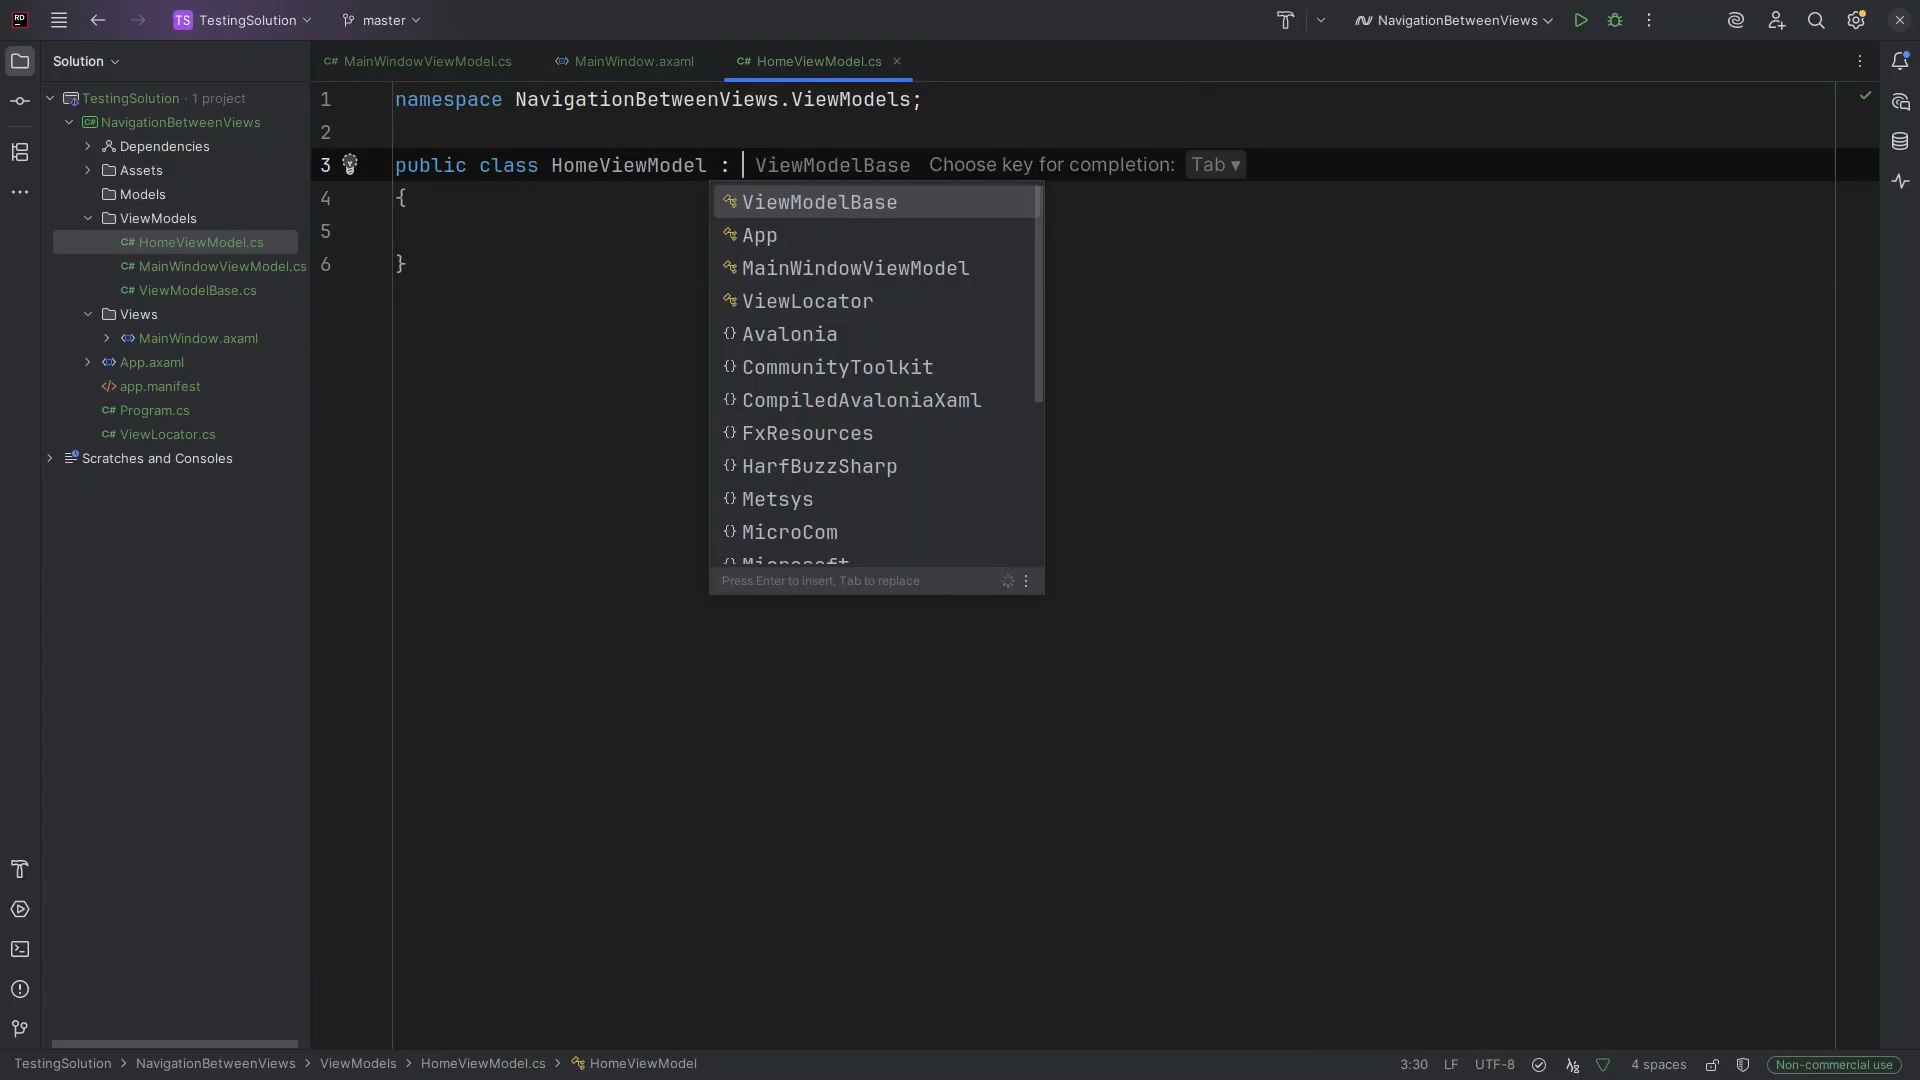 RD
TS TestingSolution
master
NavigationBetweenViews
Solution
C# MainWindowViewModel.cs
MainWindow.axaml
C# HomeViewModel.cs
TestingSolution · 1 project
C# NavigationBetweenViews
Dependencies
Assets
Models
ViewModels
C# HomeViewModel.cs
C# MainWindowViewModel.cs
C# ViewModelBase.cs
Views
MainWindow.axaml
App.axaml
</> app.manifest
C# Program.cs
C# ViewLocator.cs
Scratches and Consoles
1 namespace NavigationBetweenViews.ViewModels;
2
3 public class HomeViewModel : ViewModelBase Choose key for completion: Tab
4 {
5
6 }
ViewModelBase
App
MainWindowViewModel
ViewLocator
{} Avalonia
{} CommunityToolkit
{} CompiledAvaloniaXaml
{} FxResources
{} HarfBuzzSharp
{} Metsys
{} MicroCom
{} Microsoft
Press Enter to insert, Tab to replace
TestingSolution > NavigationBetweenViews > ViewModels > HomeViewModel.cs > HomeViewModel
3:30 LF UTF-8 4 spaces Non-commercial use